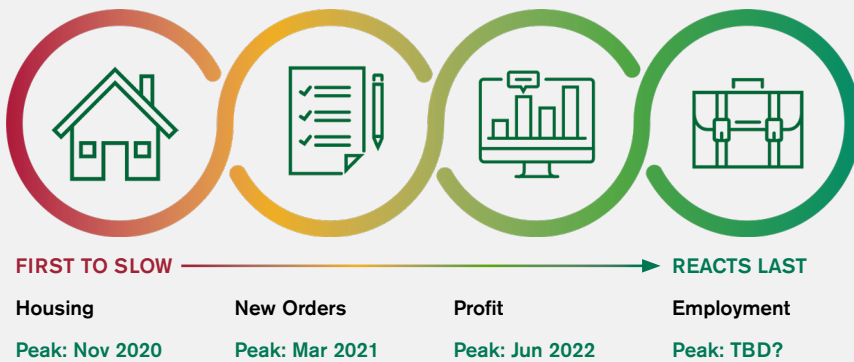 FIRST TO SLOW REACTS LAST
Housing New Orders Profit Employment
Peak: Nov 2020 Peak: Mar 2021 Peak: Jun 2022 Peak: TBD?